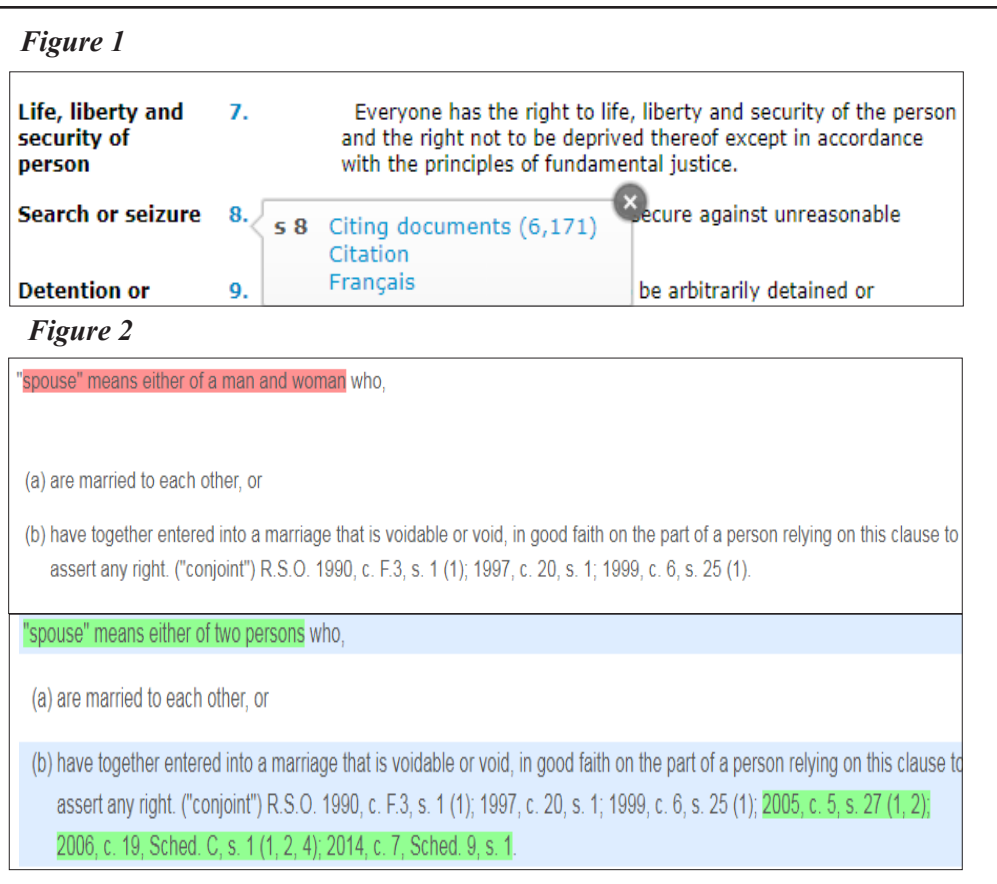 Figure 1
Life, liberty and security of person 7. Everyone has the right to life, liberty and security of the person
and the right not to be deprived thereof except in accordance
with the principles of fundamental justice.
Search or seizure 8. s 8 Citing documents (6,171) secure against unreasonable
Citation
Français
Detention or 9. be arbitrarily detained or
Figure 2
"spouse" means either of a man and woman who,
(a) are married to each other, or
(b) have together entered into a marriage that is voidable or void, in good faith on the part of a person relying on this clause to
assert any right. ("conjoint") R.S.O. 1990, c. F.3, s. 1 (1); 1997, c. 20, s. 1; 1999, c. 6, s. 25 (1).
"spouse" means either of two persons who,
(a) are married to each other, or
(b) have together entered into a marriage that is voidable or void, in good faith on the part of a person relying on this clause to
assert any right. ("conjoint") R.S.O. 1990, c. F.3, s. 1 (1); 1997, c. 20, s. 1; 1999, c. 6, s. 25 (1); 2005, c. 5, s. 27 (1, 2);
2006, c. 19, Sched. C, s. 1 (1, 2, 4); 2014, c. 7, Sched. 9, s. 1.